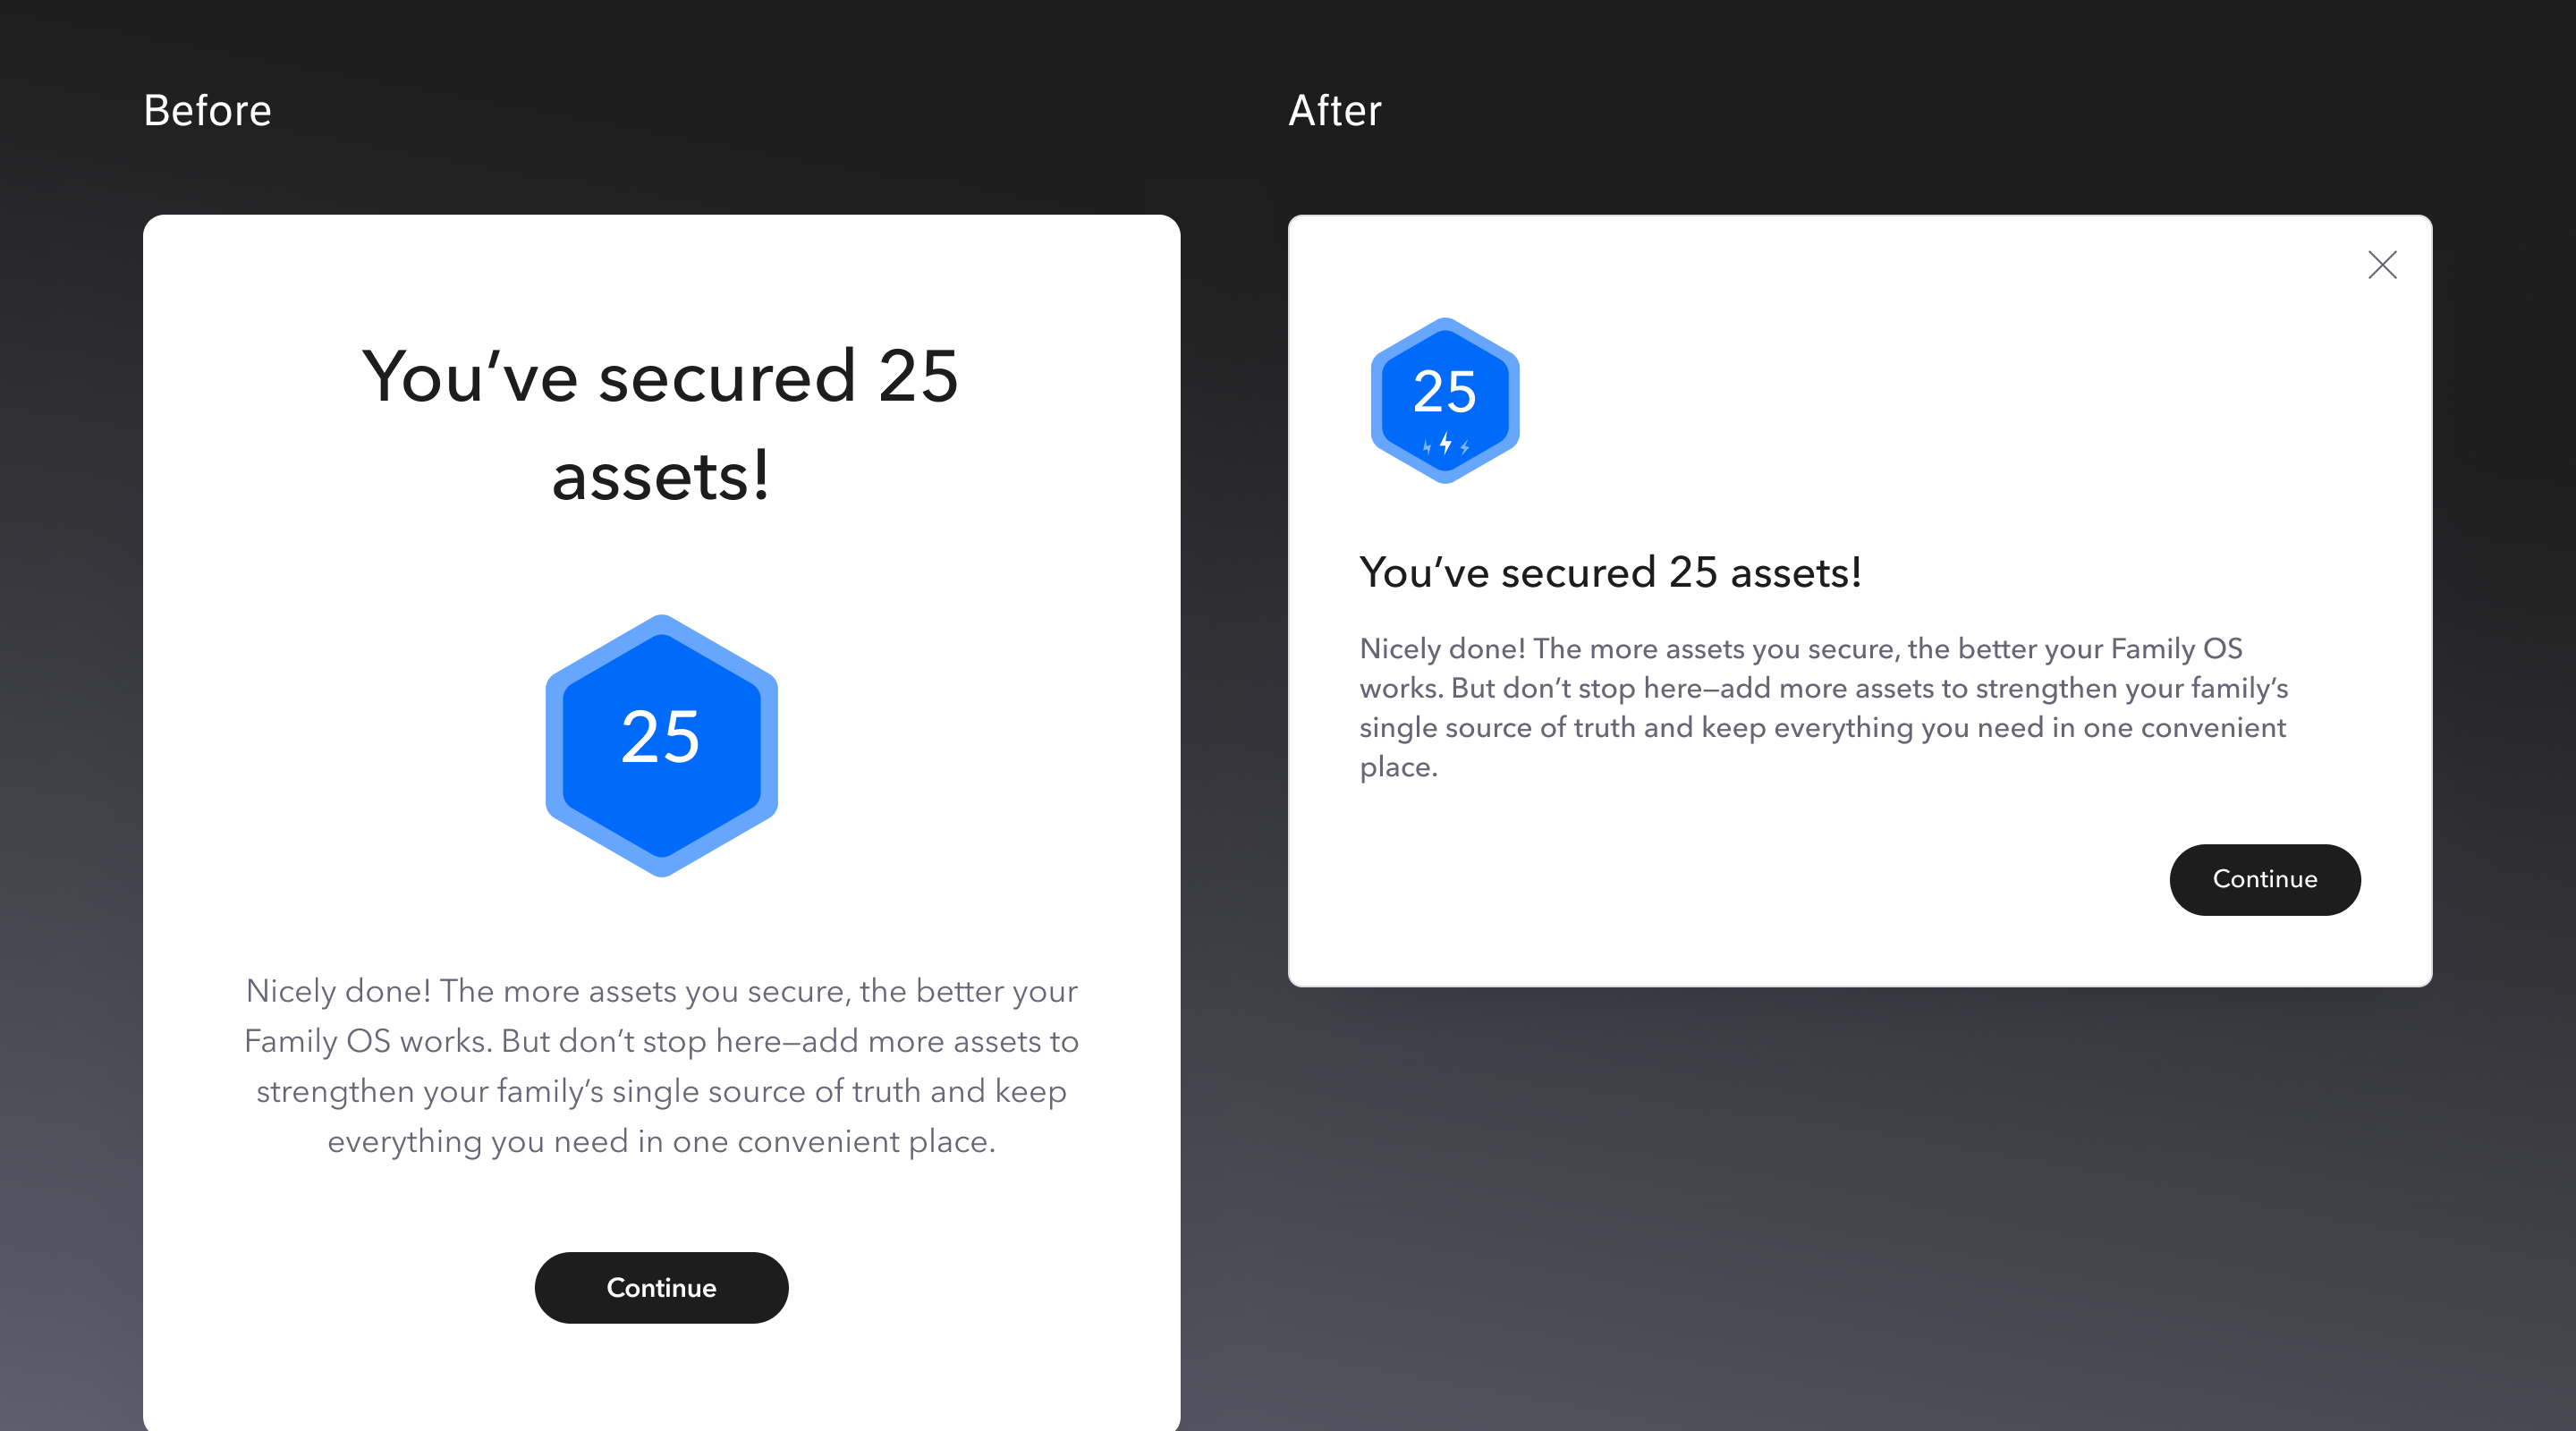 Before
You’ve secured 25
assets!
25
Nicely done! The more assets you secure, the better your
Family OS works. But don’t stop here—add more assets to
strengthen your family’s single source of truth and keep
everything you need in one convenient place.
Continue
After
25
You’ve secured 25 assets!
Nicely done! The more assets you secure, the better your Family OS
works. But don’t stop here—add more assets to strengthen your family’s
single source of truth and keep everything you need in one convenient
place.
Continue